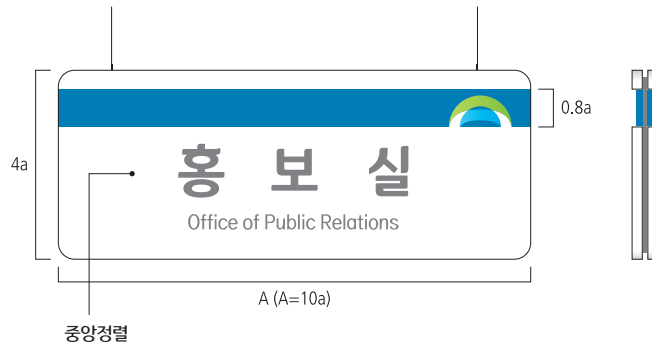 0.8a
4a
홍 보 실
Office of Public Relations
A (A=10a)
중앙정렬